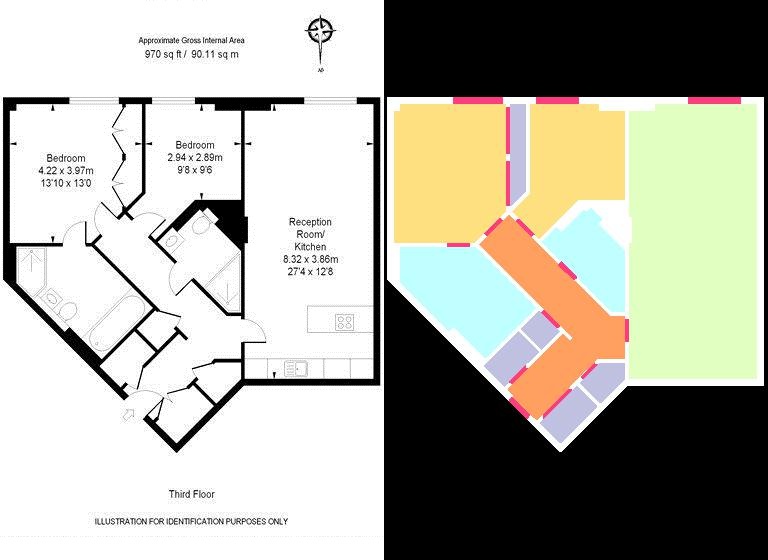 Approximate Gross Internal Area
970 sq ft / 90.11 sq m
Bedroom
4.22 x 3.97m
13'10 x 13'0
Bedroom
2.94 x 2.89m
9'8 x 9'6
Reception
Room/
Kitchen
8.32 x 3.86m
27'4 x 12'8
Third Floor
ILLUSTRATION FOR IDENTIFICATION PURPOSES ONLY